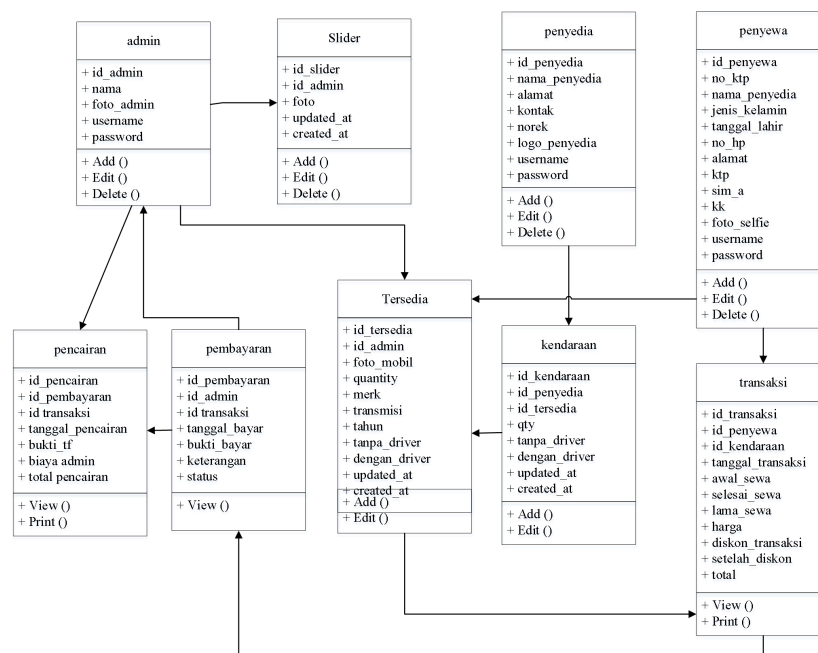 admin
+ id_admin
+ nama
+ foto_admin
+ username
+ password
+ Add ()
+ Edit ()
+ Delete ()
Slider
+ id_slider
+ id_admin
+ foto
+ updated_at
+ created_at
+ Add ()
+ Edit ()
+ Delete ()
penyedia
+ id_penyedia
+ nama_penyedia
+ alamat
+ kontak
+ norek
+ logo_penyedia
+ username
+ password
+ Add ()
+ Edit ()
+ Delete ()
penyewa
+ id_penyewa
+ no_ktp
+ nama_penyedia
+ jenis_kelamin
+ tanggal_lahir
+ no_hp
+ alamat
+ ktp
+ sim_a
+ kk
+ foto_selfie
+ username
+ password
+ Add ()
+ Edit ()
+ Delete ()
pencairan
+ id_pencairan
+ id_pembayaran
+ id transaksi
+ tanggal_pencairan
+ bukti_tf
+ biaya admin
+ total pencairan
+ View ()
+ Print ()
pembayaran
+ id_pembayaran
+ id_admin
+ id transaksi
+ tanggal_bayar
+ bukti_bayar
+ keterangan
+ status
+ View ()
Tersedia
+ id_tersedia
+ id_admin
+ foto_mobil
+ quantity
+ merk
+ transmisi
+ tahun
+ tanpa_driver
+ dengan_driver
+ updated_at
+ created_at
+ Add ()
+ Edit ()
kendaraan
+ id_kendaraan
+ id_penyedia
+ id_tersedia
+ qty
+ tanpa_driver
+ dengan_driver
+ updated_at
+ created_at
+ Add ()
+ Edit ()
transaksi
+ id_transaksi
+ id_penyewa
+ id_kendaraan
+ tanggal_transaksi
+ awal_sewa
+ selesai_sewa
+ lama_sewa
+ harga
+ diskon_transaksi
+ setelah_diskon
+ total
+ View ()
+ Print ()